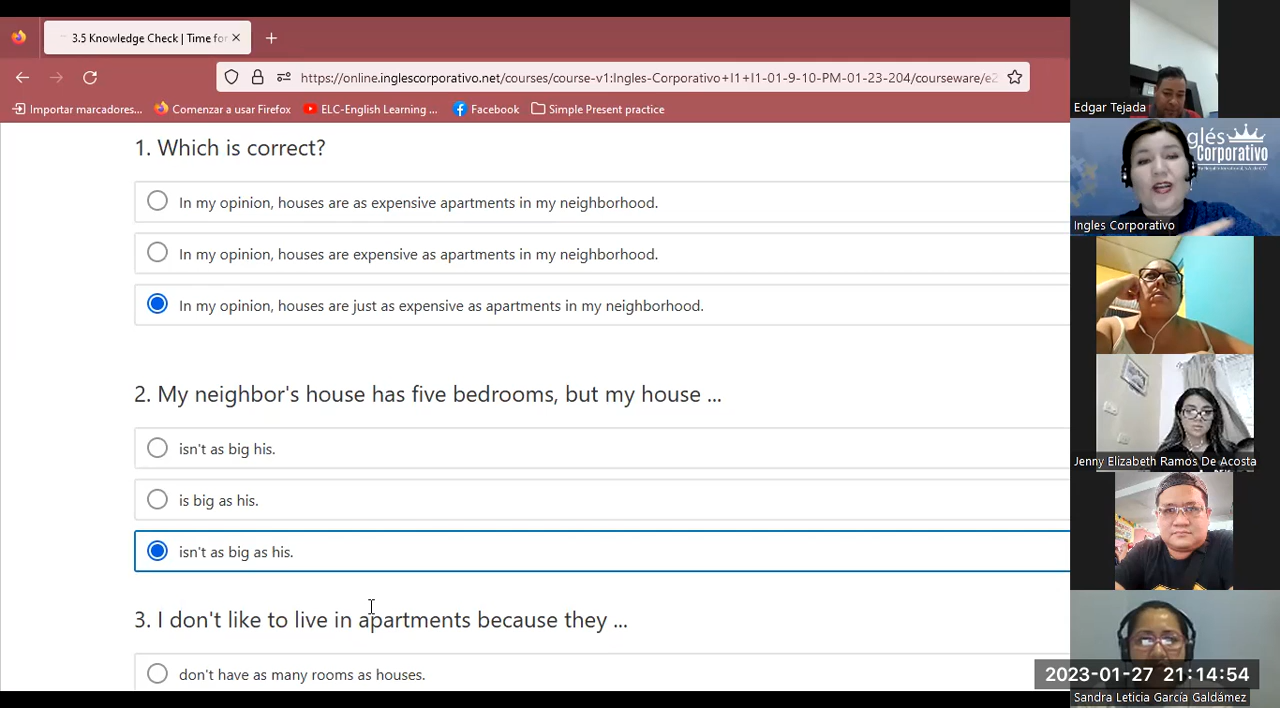 3.5 Knowledge Check | Time for
https://online.inglescorporativo.net/courses/course-v1:Ingles-Corporativo+I1+I1-01-9-10-PM-01-23-204/courseware/e2
Importar marcadores... Comenzar a usar Firefox ELC-English Learning ... Facebook Simple Present practice
1. Which is correct?
In my opinion, houses are as expensive apartments in my neighborhood.
In my opinion, houses are expensive as apartments in my neighborhood.
In my opinion, houses are just as expensive as apartments in my neighborhood.
2. My neighbor's house has five bedrooms, but my house ...
isn't as big his.
is big as his.
isn't as big as his.
3. I don't like to live in apartments because they ...
don't have as many rooms as houses.
Edgar Tejada
glés
Corporativo
Ingles Corporativo
Jenny Elizabeth Ramos De Acosta
2023-01-27 21:14:54
Sandra Leticia García Galdámez